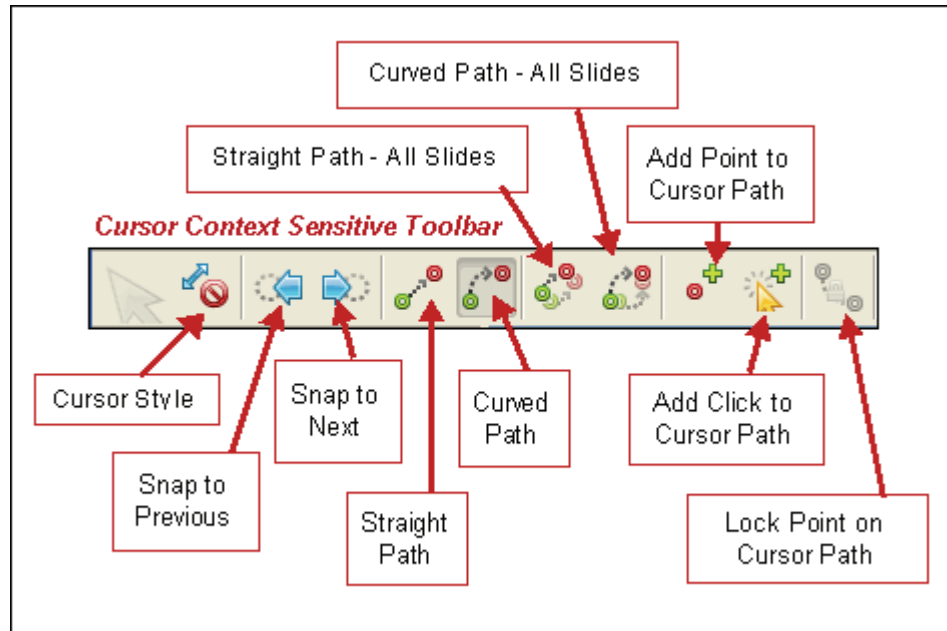 Curved Path - All Slides
Straight Path - All Slides
Add Point to
Cursor Path
Cursor Context Sensitive Toolbar
Cursor Style
Snap to
Previous
Snap to
Next
Straight
Path
Curved
Path
Add Click to
Cursor Path
Lock Point on
Cursor Path